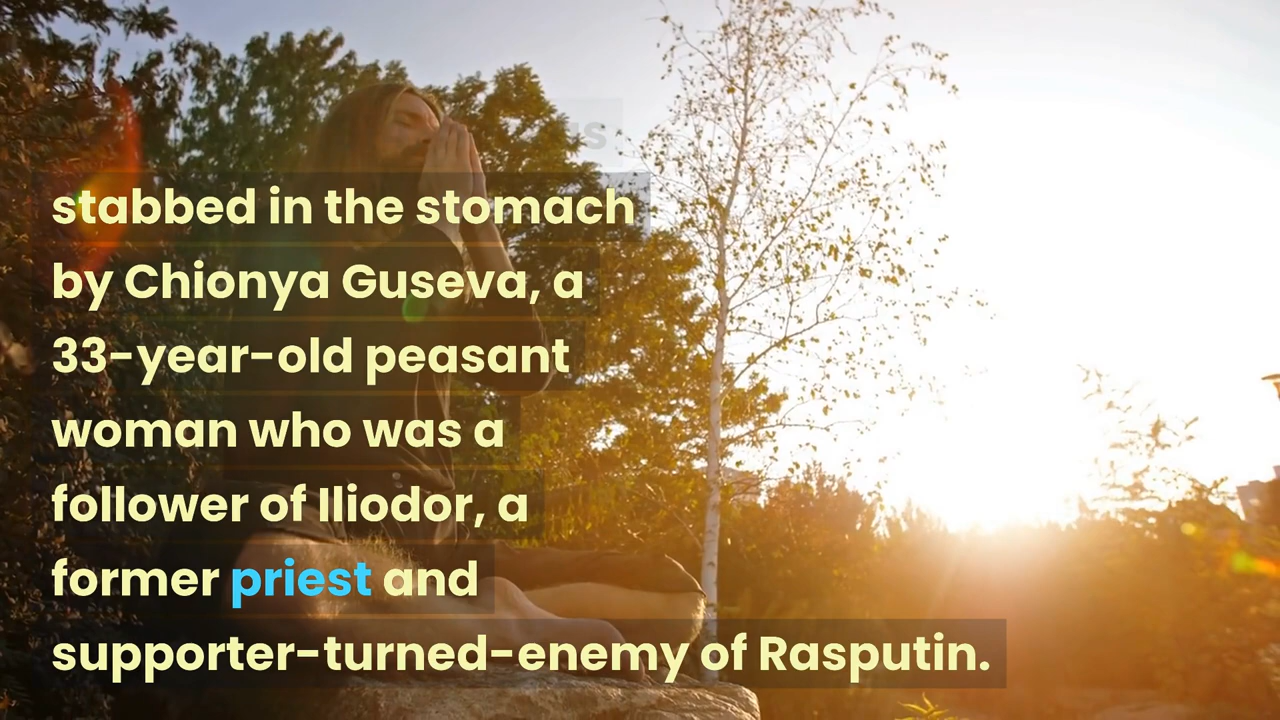 stabbed in the stomach
by Chionya Guseva, a
33-year-old peasant
woman who was a
follower of Iliodor, a
former priest and
supporter-turned-enemy of Rasputin.